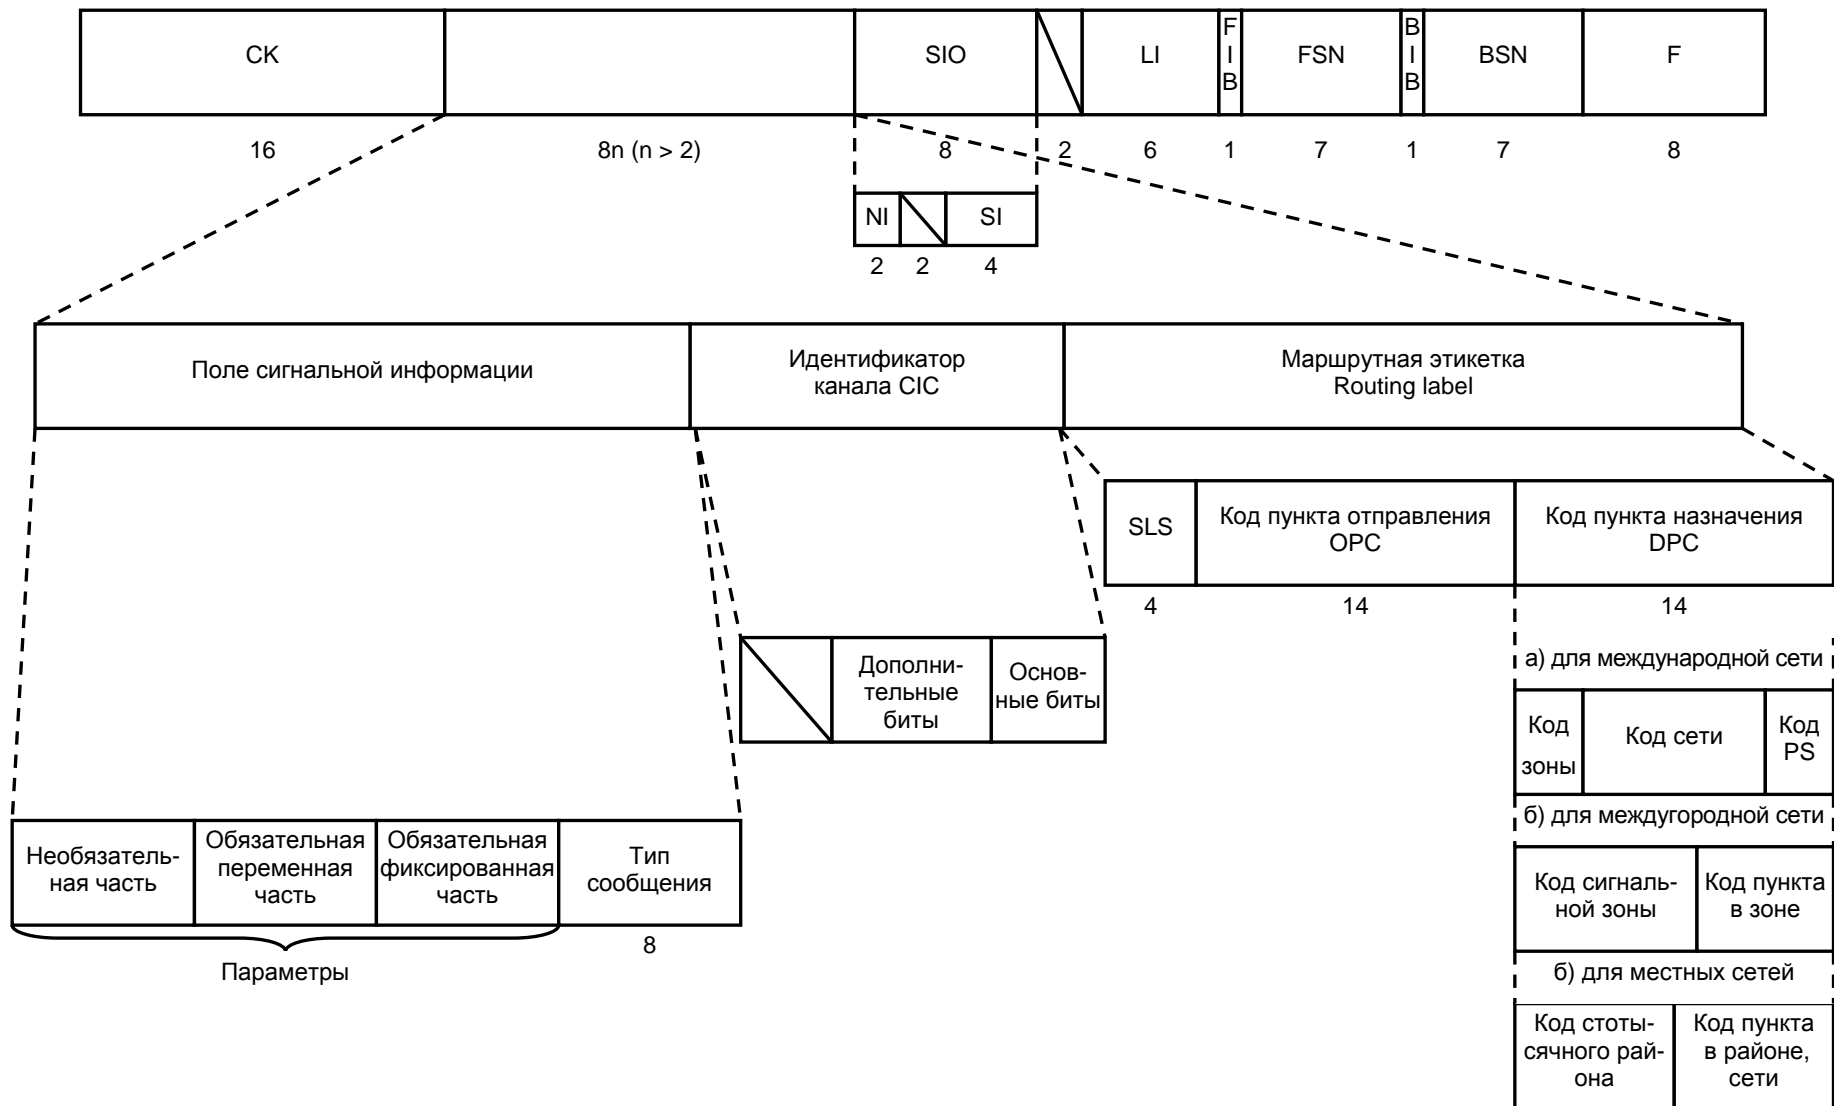 CK
SIO
LI
FIB
FSN
BIB
BSN
F
16
8n (n > 2)
8
2
6
1
7
1
7
8
NI
SI
2
2
4
Поле сигнальной информации
Идентификатор
канала CIC
Маршрутная этикетка
Routing label
SLS
Код пункта отправления
OPC
Код пункта назначения
DPC
4
14
14
Дополни-
тельные
биты
Основ-
ные биты
а) для международной сети
Код
зоны
Код сети
Код
PS
б) для междугородной сети
Необязатель-
ная часть
Обязательная
переменная
часть
Обязательная
фиксированная
часть
Тип
сообщения
8
Параметры
Код сигналь-
ной зоны
Код пункта
в зоне
б) для местных сетей
Код стоты-
сячного рай-
она
Код пункта
в районе,
сети